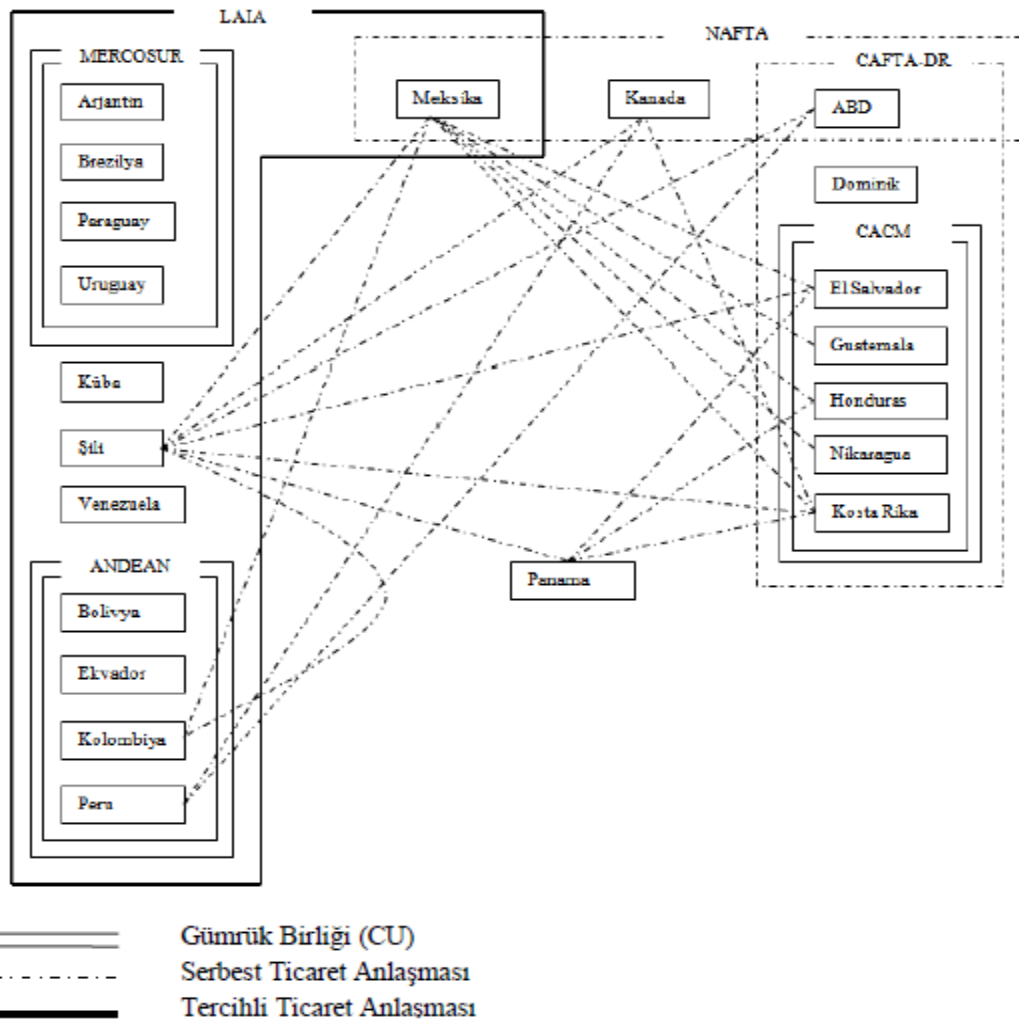 LAIA
NAFTA
MERCOSUR
CAFTA-DR
Arjantin
Meksika
Kanada
ABD
Brezilya
Dominik
Paraguay
CACM
Uruguay
El Salvador
Guatemala
Küba
Honduras
Şili
Nikaragua
Venezuela
Kosta Rika
ANDEAN
Panama
Bolivya
Ekvador
Kolombiya
Peru
Gümrük Birliği (CU)
Serbest Ticaret Anlaşması
Tercihli Ticaret Anlaşması